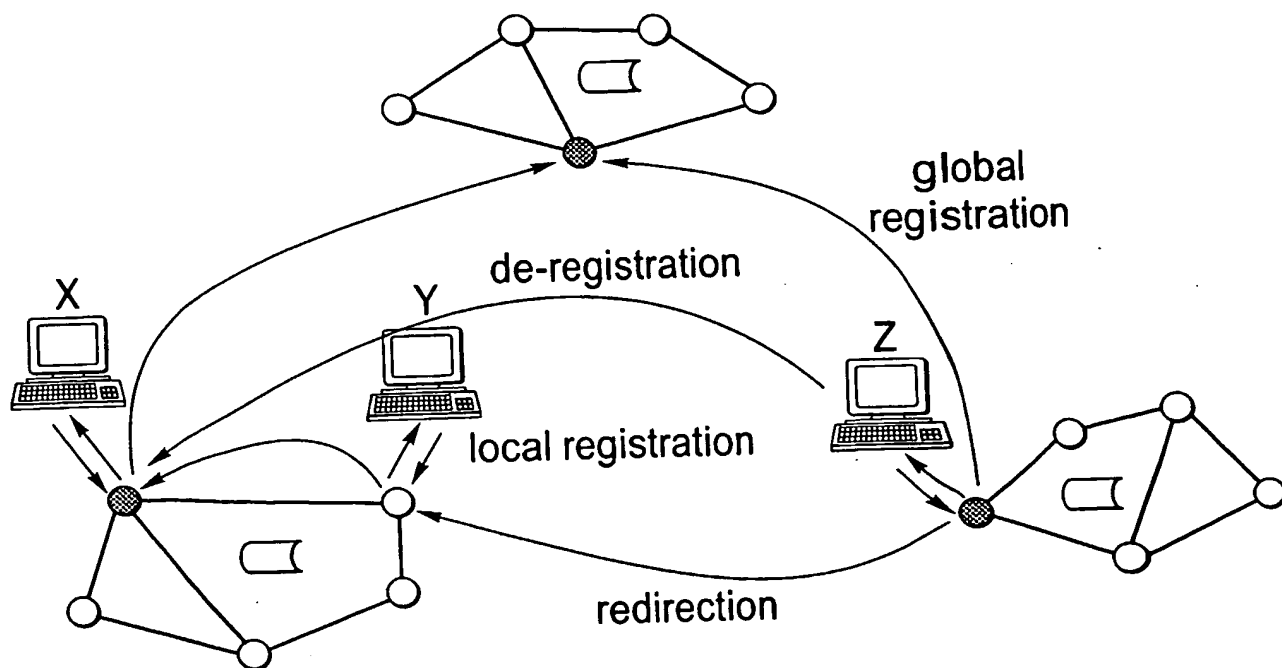 global
registration
de-registration
X
Y
Z
local registration
redirection